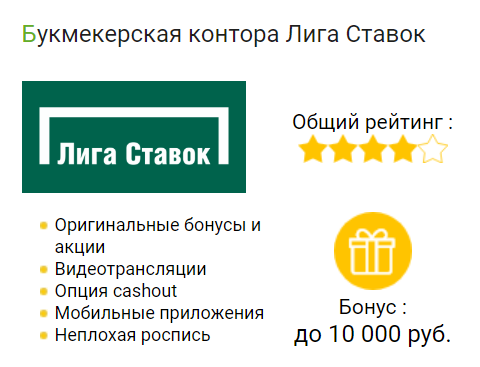 Букмекерская контора Лига Ставок
Лига Ставок
Общий рейтинг :
Оригинальные бонусы и
акции
Видеотрансляции
Опция cashout
Мобильные приложения
Неплохая роспись
Бонус :
до 10 000 руб.